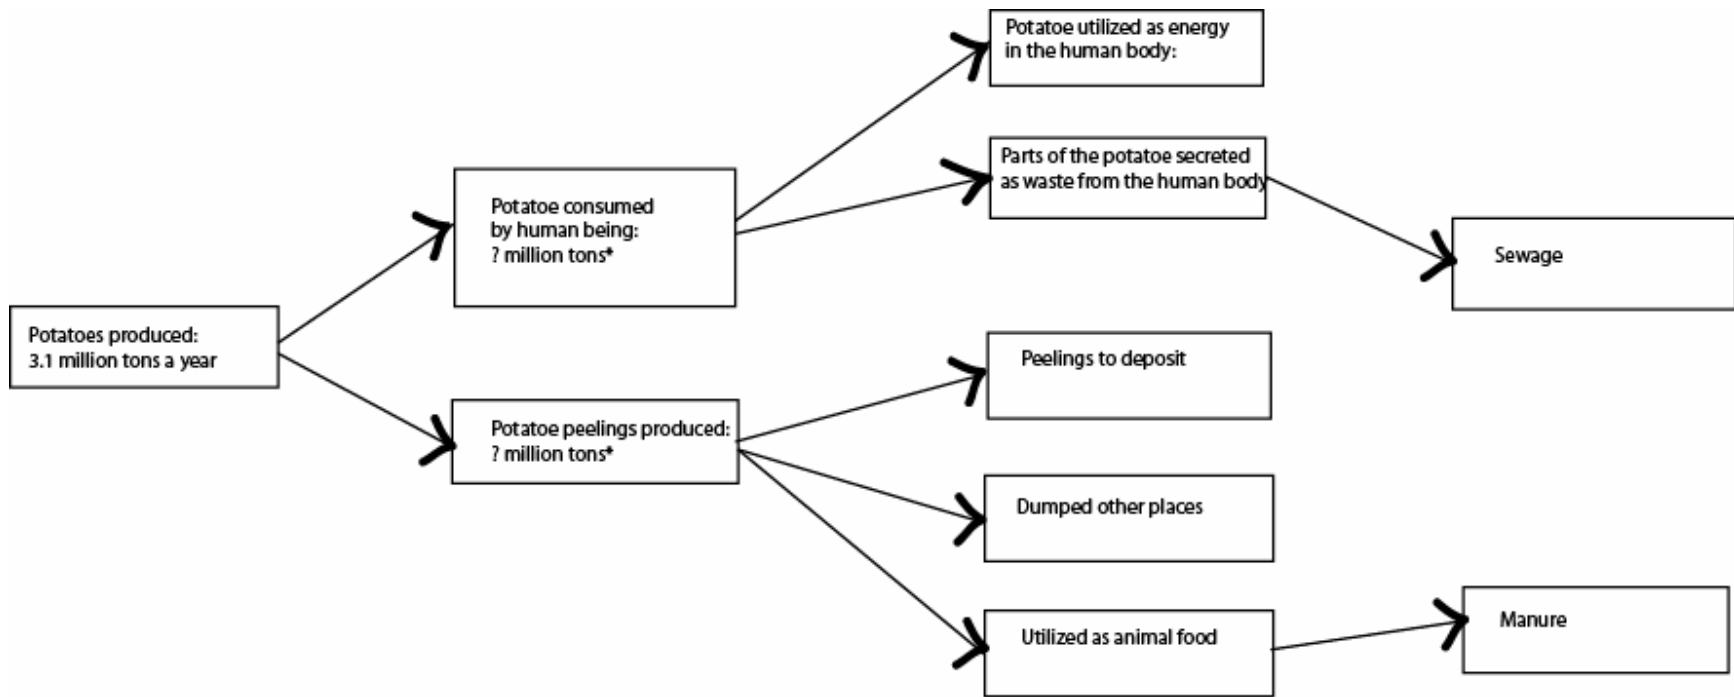 Potatoe utilized as energy
in the human body:
Parts of the potatoe secreted
as waste from the human body
Potatoe consumed
by human being:
? million tons*
Sewage
Potatoes produced:
3.1 million tons a year
Peelings to deposit
Potatoe peelings produced:
? million tons*
Dumped other places
Utilized as animal food
Manure